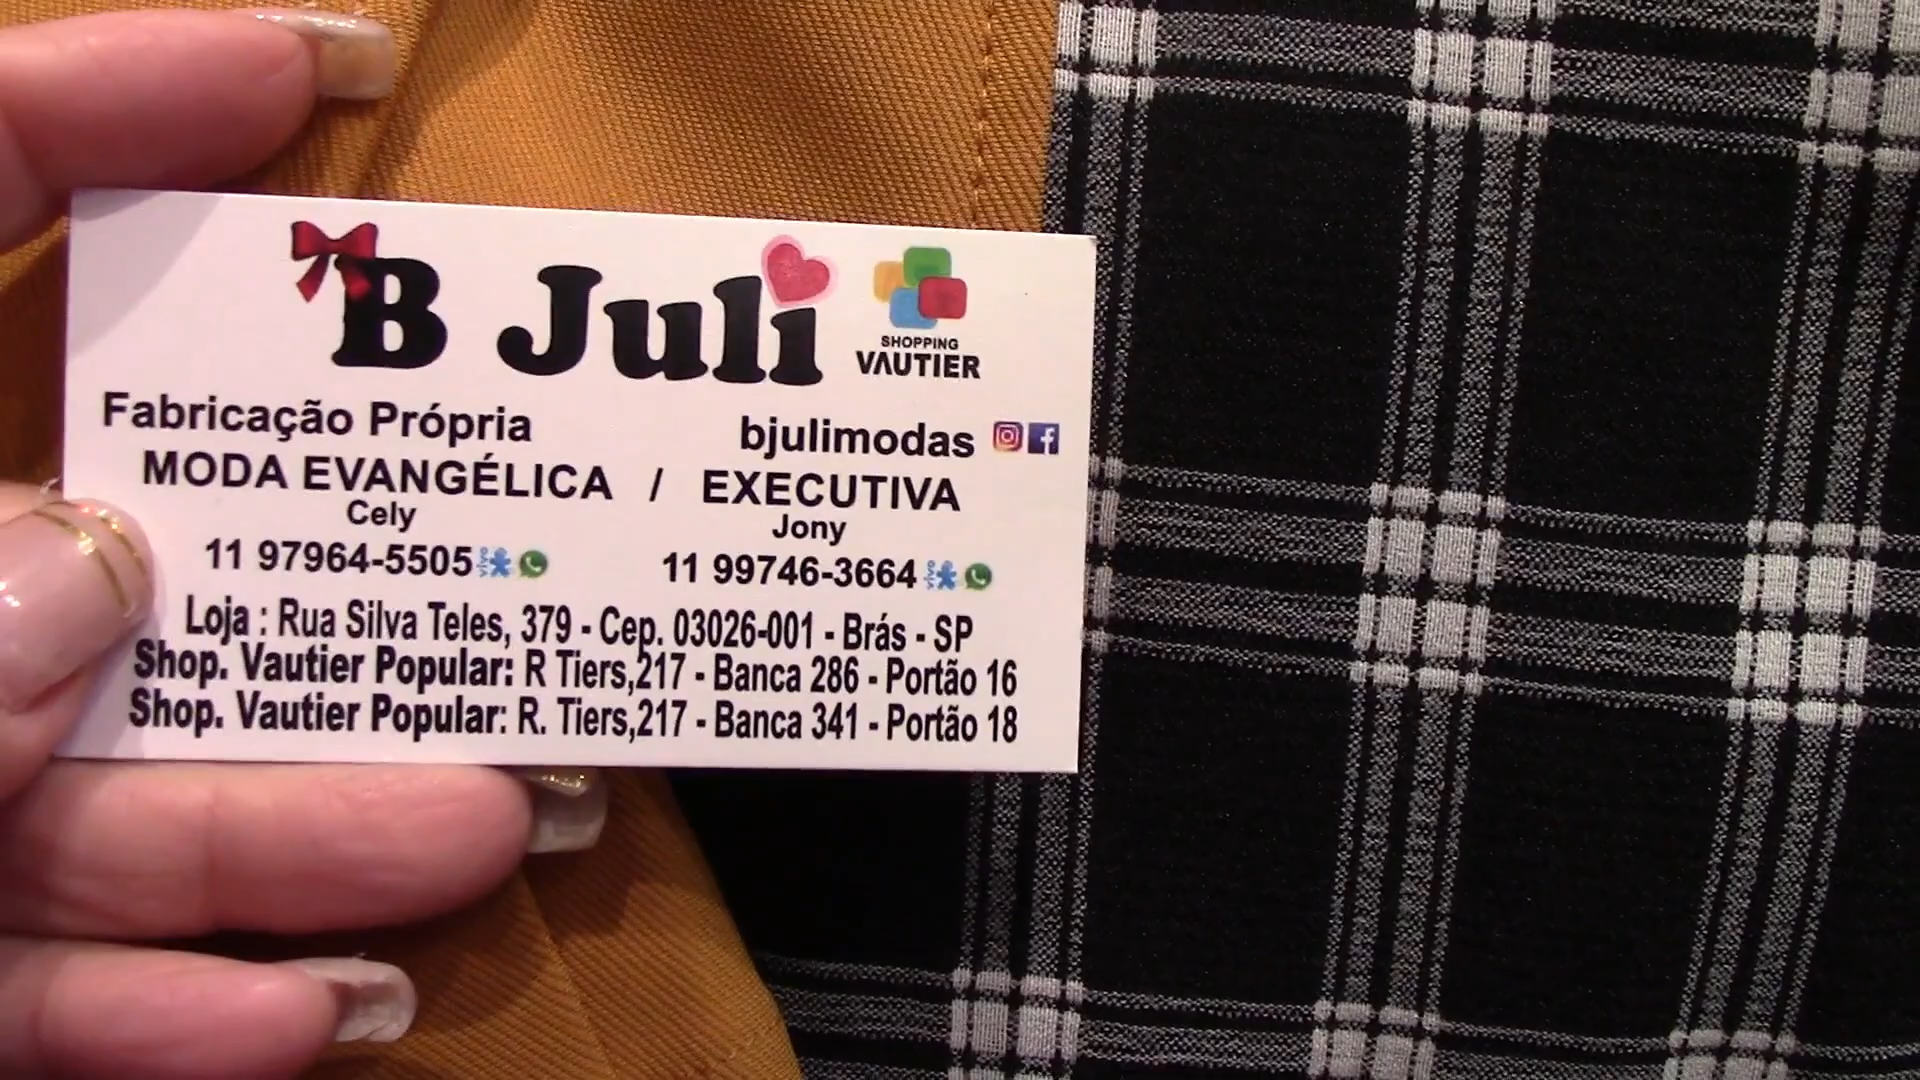 B Juli
SHOPPING
VAUTIER
Fabricação Própria
bjulimodas
MODA EVANGÉLICA / EXECUTIVA
Cely
Jony
11 97964-5505 vivo
11 99746-3664 vivo
Loja : Rua Silva Teles, 379 - Cep. 03026-001 - Brás - SP
Shop. Vautier Popular: R Tiers,217 - Banca 286 - Portão 16
Shop. Vautier Popular: R. Tiers,217 - Banca 341 - Portão 18